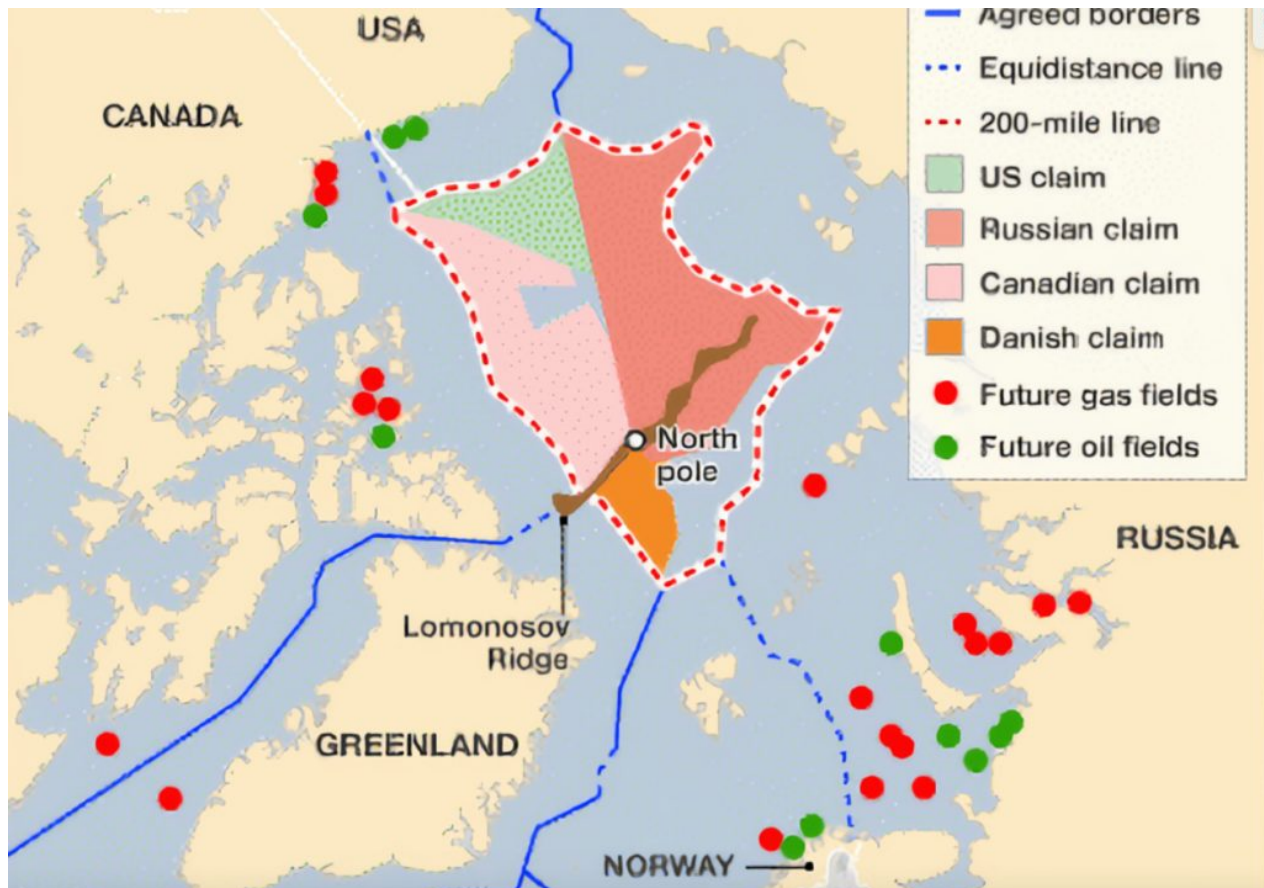 USA
CANADA
Agreed borders
Equidistance line
200-mile line
US claim
Russian claim
Canadian claim
Danish claim
Future gas fields
Future oil fields
North
pole
RUSSIA
Lomonosov
Ridge
GREENLAND
NORWAY